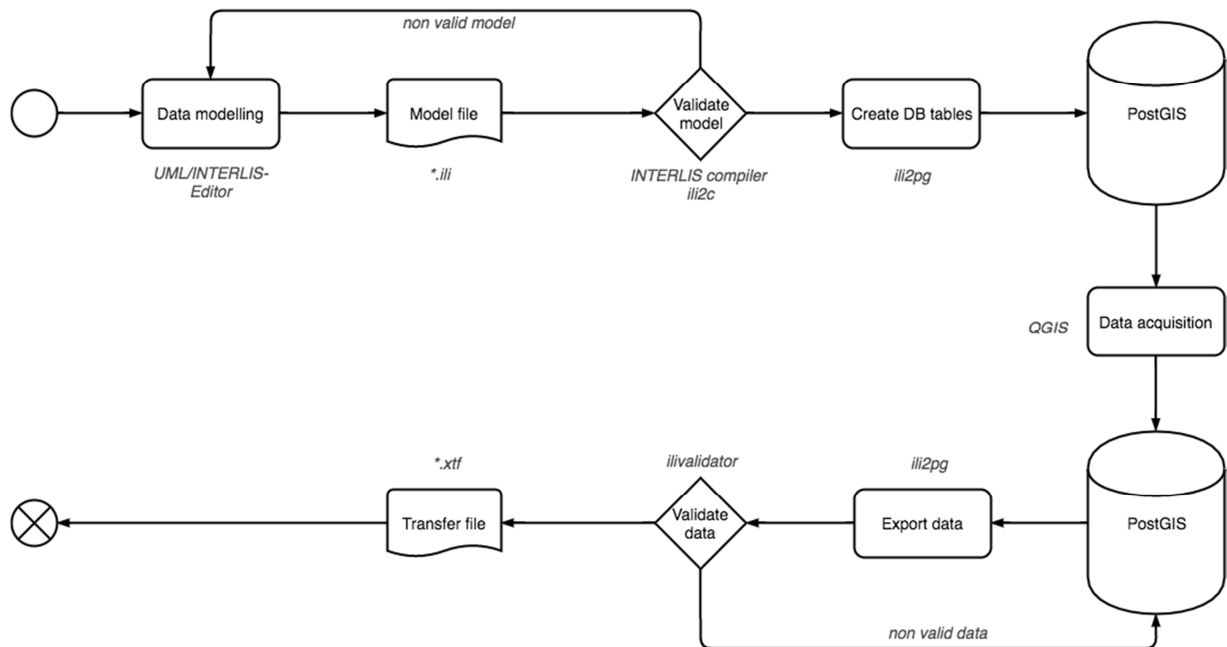 non valid model
Data modelling
Model file
Validate
model
Create DB tables
PostGIS
UML/INTERLIS-
Editor
*.ili
INTERLIS compiler
ili2c
ili2pg
QGIS
Data acquisition
*.xtf
ilivalidator
ili2pg
Transfer file
Validate
data
Export data
PostGIS
non valid data